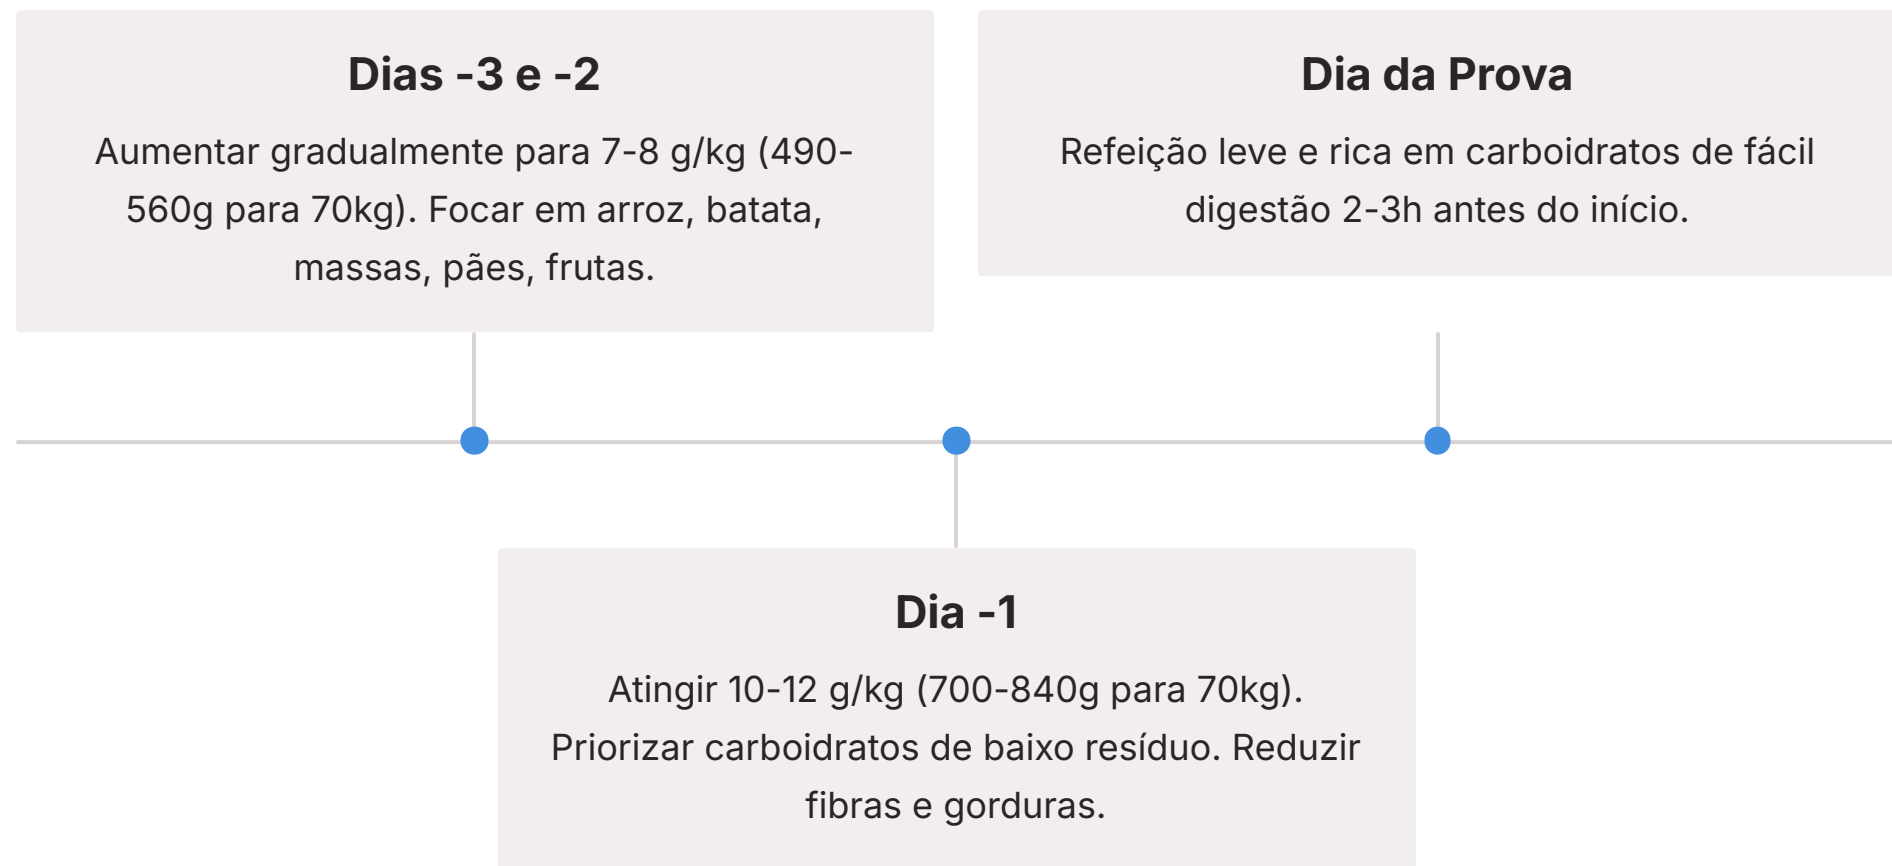 Dias -3 e -2
Aumentar gradualmente para 7-8 g/kg (490-
560g para 70kg). Focar em arroz, batata,
massas, pães, frutas.
Dia -1
Atingir 10-12 g/kg (700-840g para 70kg).
Priorizar carboidratos de baixo resíduo. Reduzir
fibras e gorduras.
Dia da Prova
Refeição leve e rica em carboidratos de fácil
digestão 2-3h antes do início.